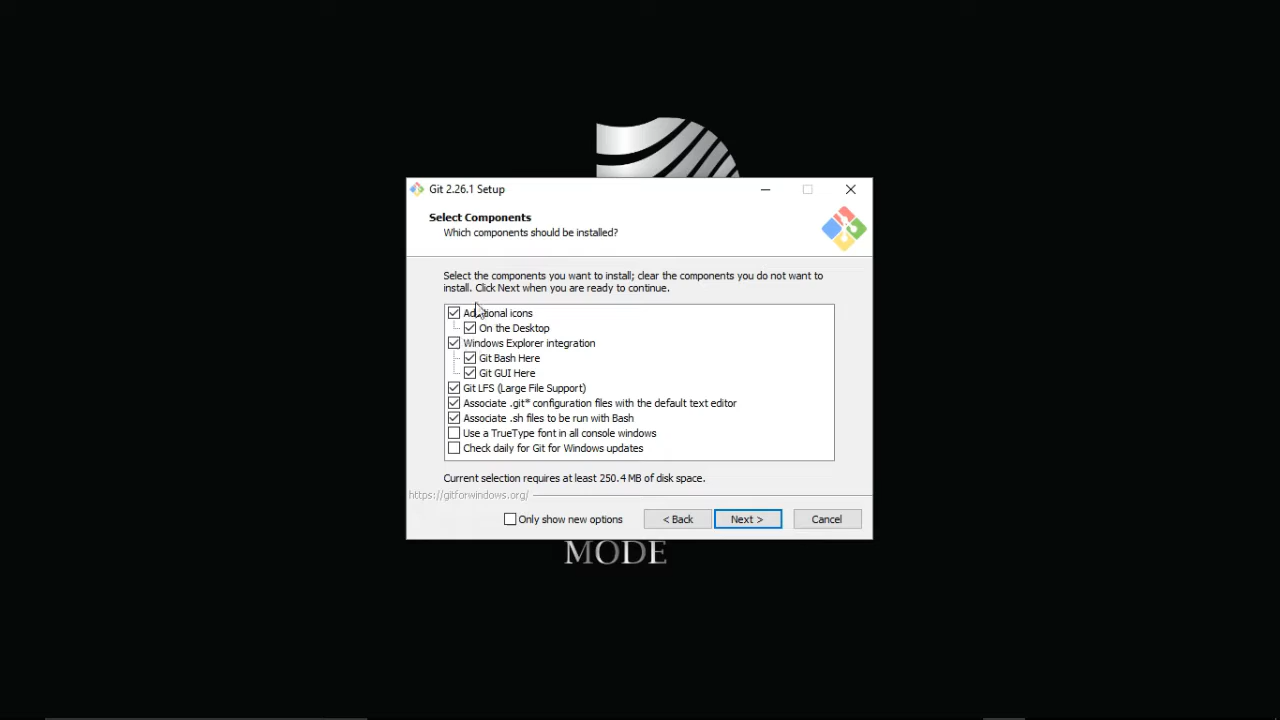 Git 2.26.1 Setup
Select Components
Which components should be installed?
Select the components you want to install; clear the components you do not want to
install. Click Next when you are ready to continue.
Additional icons
On the Desktop
Windows Explorer integration
Git Bash Here
Git GUI Here
Git LFS (Large File Support)
Associate .git* configuration files with the default text editor
Associate .sh files to be run with Bash
Use a TrueType font in all console windows
Check daily for Git for Windows updates
Current selection requires at least 250.4 MB of disk space.
https://gitforwindows.org/
Only show new options
< Back
Next >
Cancel
MODE